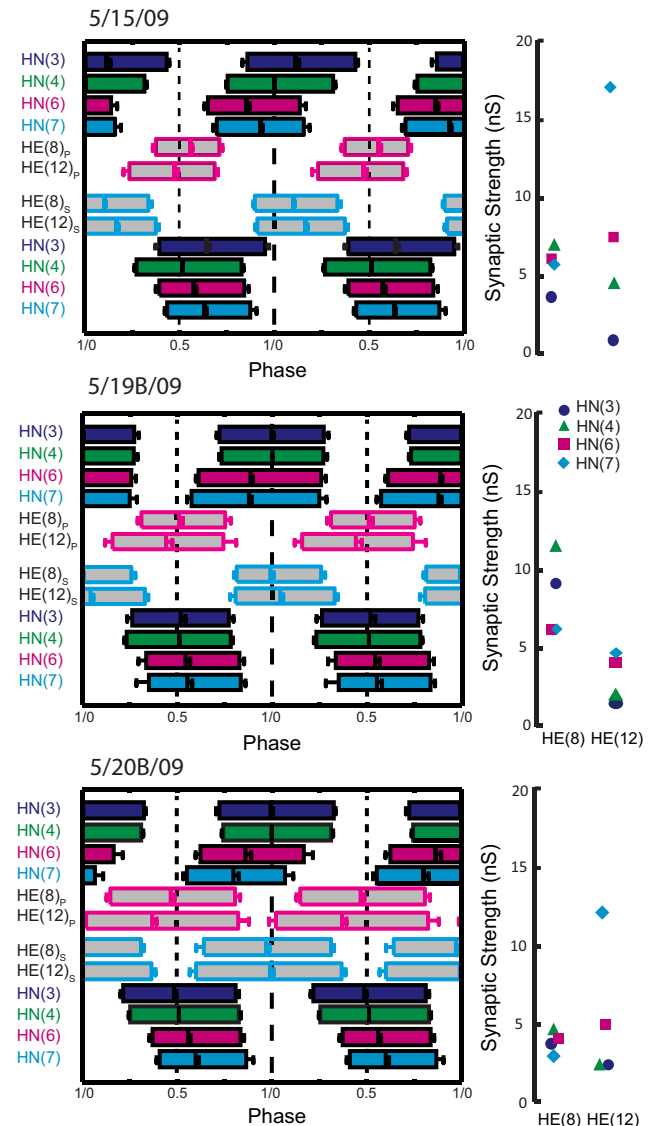 5/15/09
HN(3)
HN(4)
HN(6)
HN(7)
HE(8)P
HE(12)P
HE(8)S
HE(12)S
HN(3)
HN(4)
HN(6)
HN(7)
1/0 0.5 1/0 0.5 1/0
Phase
Synaptic Strength (nS)
20
15
10
5
0
5/19B/09
HN(3)
HN(4)
HN(6)
HN(7)
HE(8)P
HE(12)P
HE(8)S
HE(12)S
HN(3)
HN(4)
HN(6)
HN(7)
1/0 0.5 1/0 0.5 1/0
Synaptic Strength (nS)
20
15
10
5
0
HN(3)
HN(4)
HN(6)
HN(7)
HE(8) HE(12)
5/20B/09
HN(3)
HN(4)
HN(6)
HN(7)
HE(8)P
HE(12)P
HE(8)S
HE(12)S
HN(3)
HN(4)
HN(6)
HN(7)
1/0 0.5 1/0 0.5 1/0
Phase
Synaptic Strength (nS)
20
15
10
5
0
HE(8) HE(12)